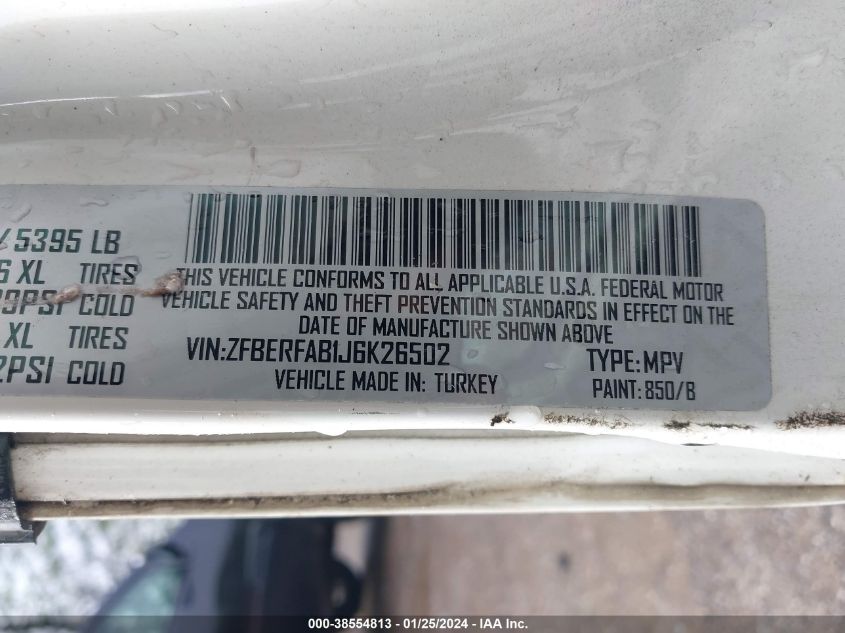 / 5395 LB
XL TIRES
PSI COLD
XL TIRES
2PSI COLD
THIS VEHICLE CONFORMS TO ALL APPLICABLE U.S.A. FEDERAL MOTOR
VEHICLE SAFETY AND THEFT PREVENTION STANDARDS IN EFFECT ON THE
DATE OF MANUFACTURE SHOWN ABOVE
VIN:ZFBERFAB1J6K26502 TYPE:MPV
VEHICLE MADE IN: TURKEY PAINT:850/B
000-38554813 - 01/25/2024 - IAA Inc.